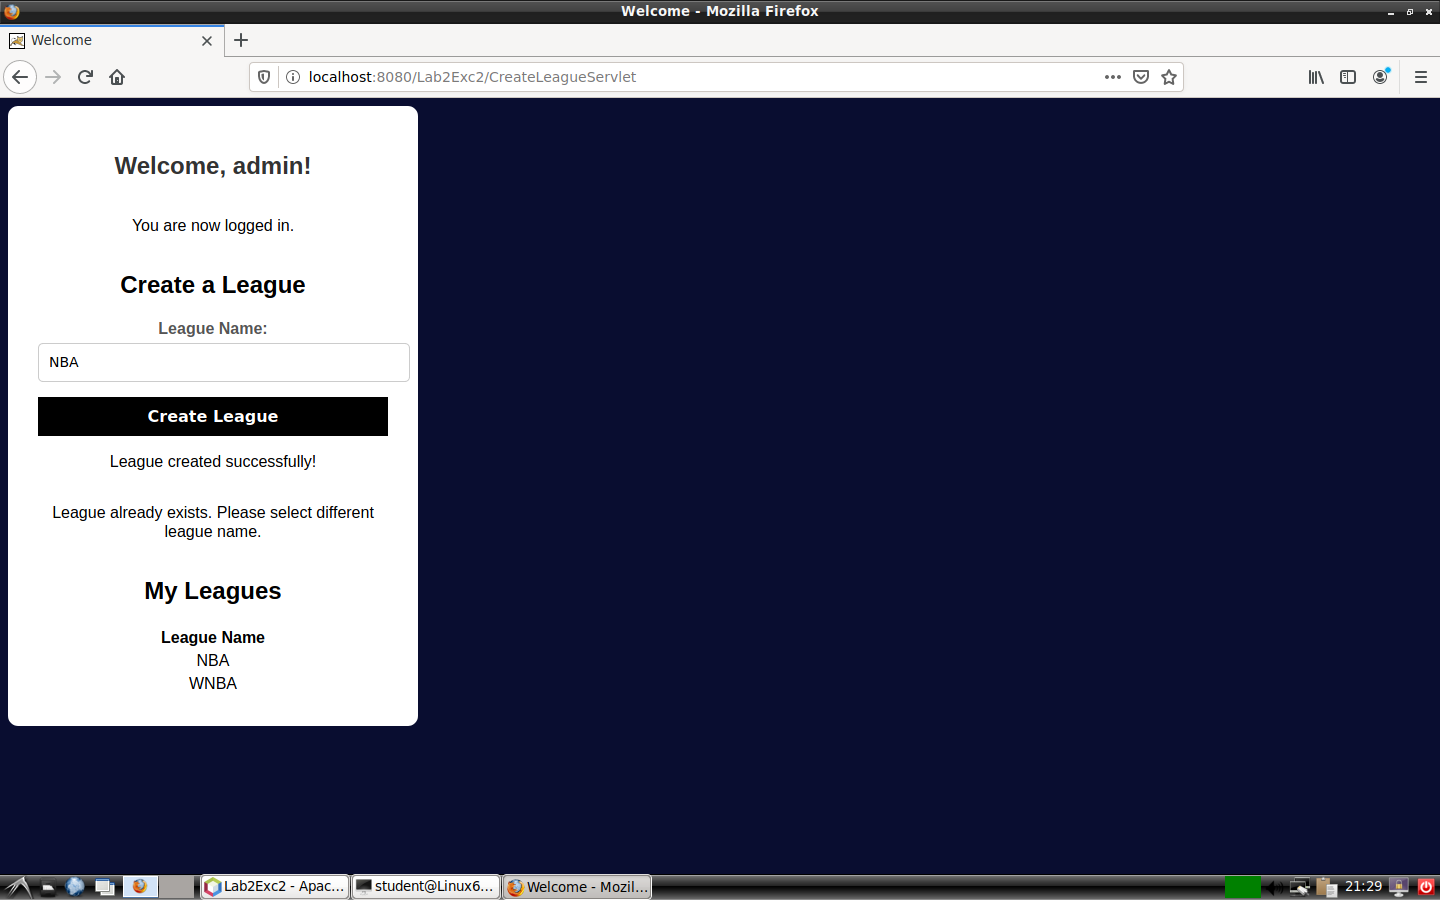 Welcome - Mozilla Firefox
Welcome
localhost:8080/Lab2Exc2/CreateLeagueServlet
Welcome, admin!
You are now logged in.
Create a League
League Name:
NBA
Create League
League created successfully!
League already exists. Please select different
league name.
My Leagues
League Name
NBA
WNBA
Lab2Exc2 - Apac...
student@Linux6...
Welcome - Mozil...
21:29